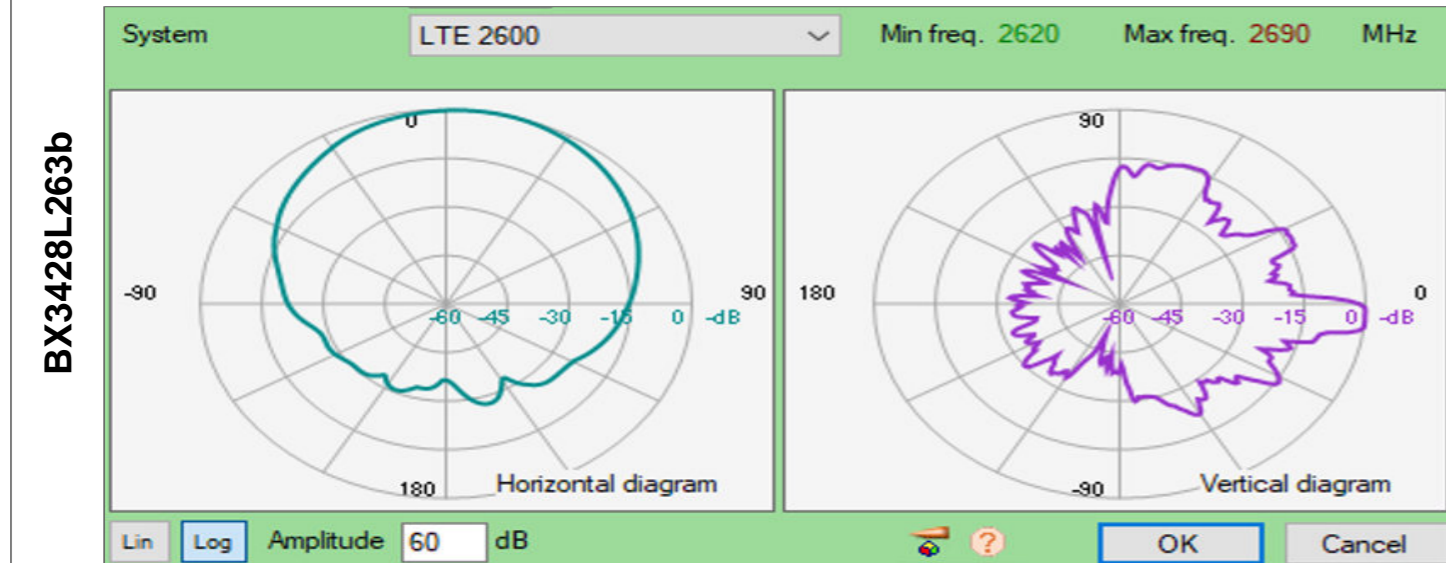 BX3428L263b
System LTE 2600 Min freq. 2620 Max freq. 2690 MHz
0
-90 90
-60 -45 -30 -15 0 -dB
180
Horizontal diagram
90
180 0
-60 -45 -30 -15 0 -dB
-90
Vertical diagram
Lin Log Amplitude 60 dB ? OK Cancel